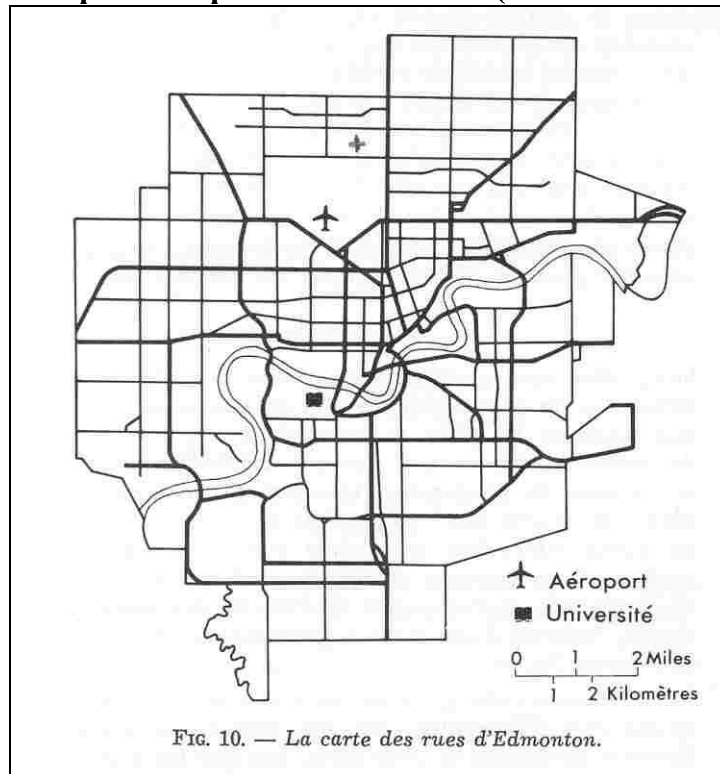 Aéroport
Université
0 1 2 Miles
1 2 Kilomètres
FIG. 10. — La carte des rues d'Edmonton.